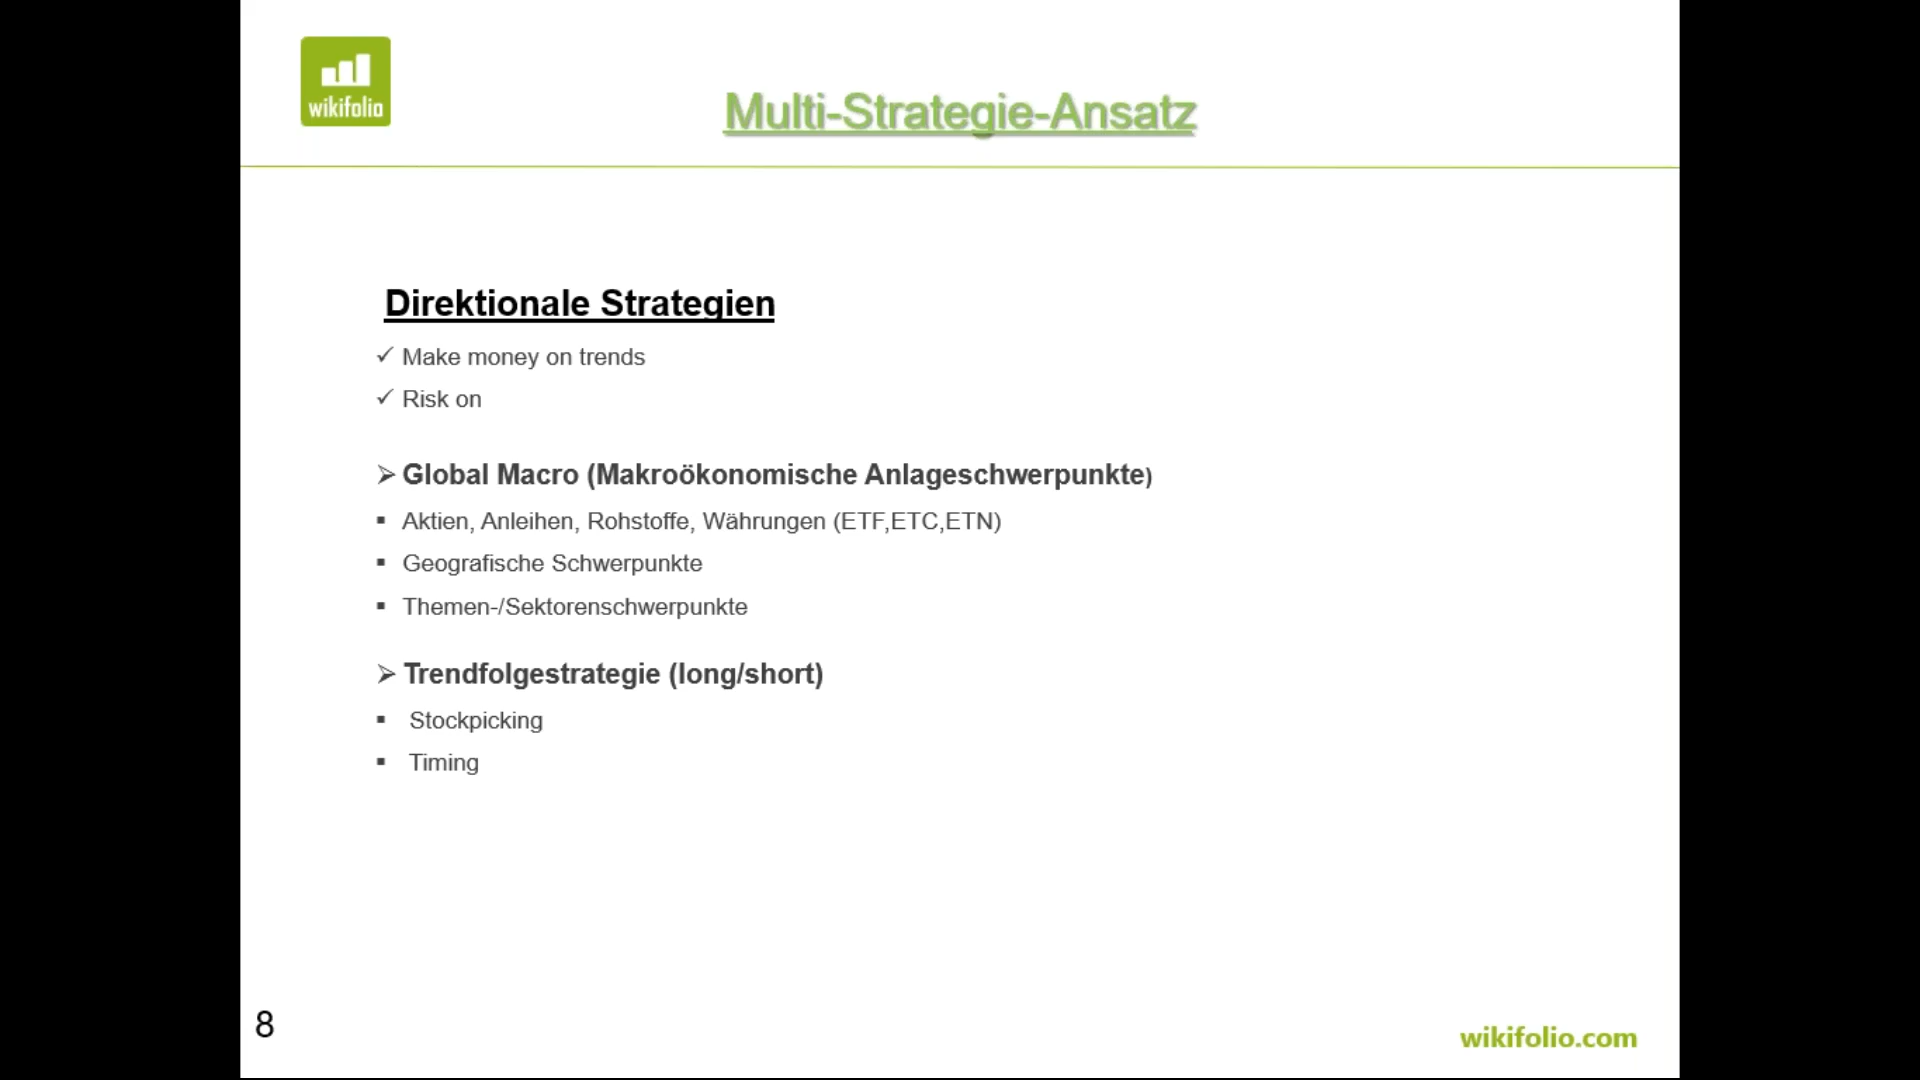 wikifolio
Multi-Strategie-Ansatz
Direktionale Strategien
✓ Make money on trends
✓ Risk on
➢ Global Macro (Makroökonomische Anlageschwerpunkte)
▪ Aktien, Anleihen, Rohstoffe, Währungen (ETF,ETC,ETN)
▪ Geografische Schwerpunkte
▪ Themen-/Sektorenschwerpunkte
➢ Trendfolgestrategie (long/short)
▪ Stockpicking
▪ Timing
8
wikifolio.com